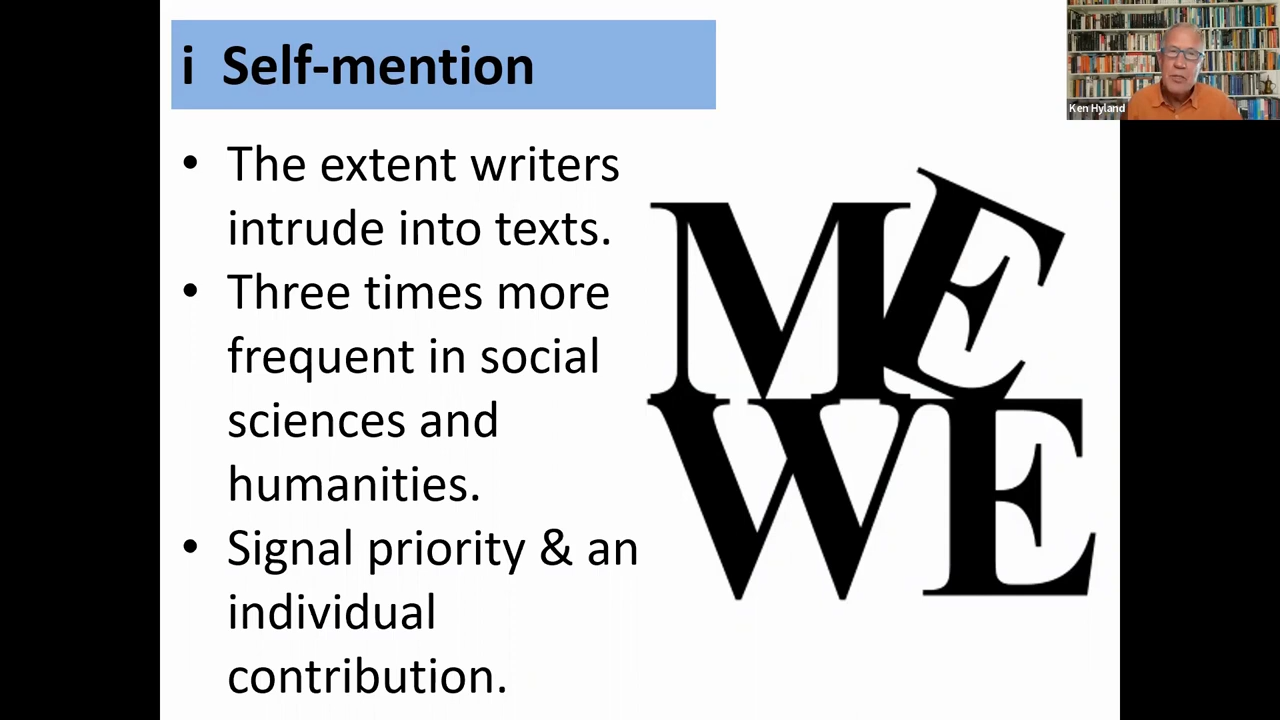 i Self-mention
• The extent writers
intrude into texts.
• Three times more
frequent in social
sciences and
humanities.
• Signal priority & an
individual
contribution.
ME
WE
Ken Hyland